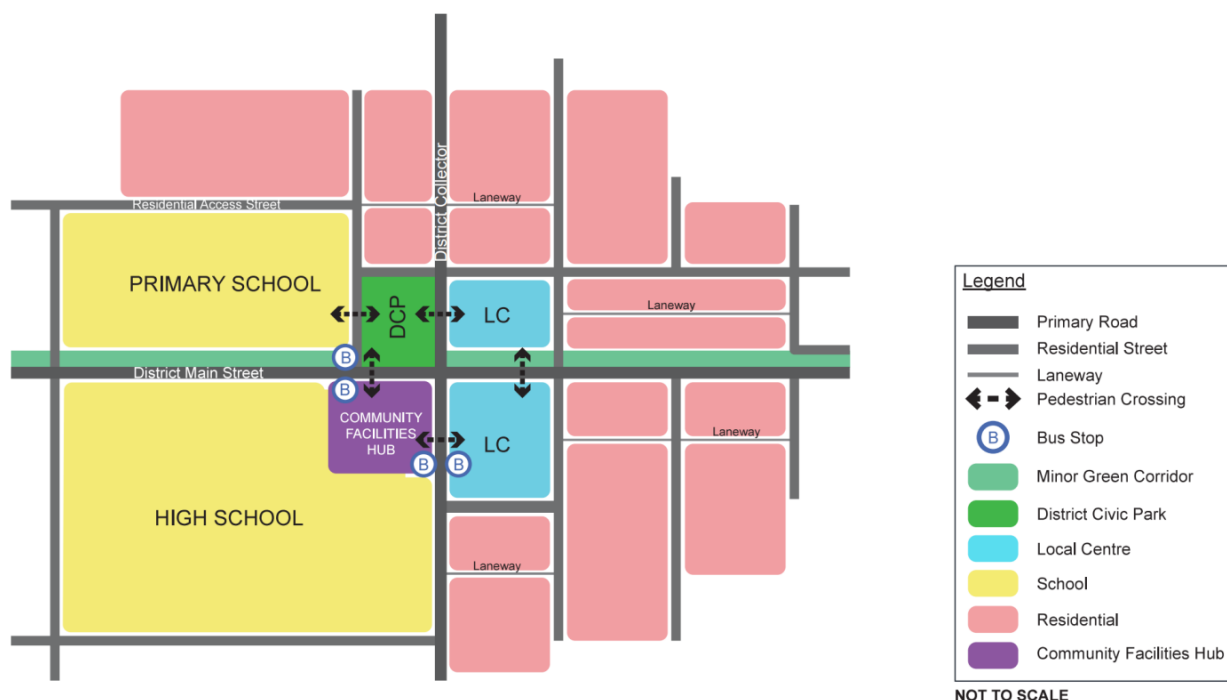 Residential Access Street
District Collector
Laneway
PRIMARY SCHOOL
DCP
LC
Laneway
B
District Main Street
B
COMMUNITY
FACILITIES
HUB
LC
Laneway
B
B
HIGH SCHOOL
Laneway
Legend
Primary Road
Residential Street
Laneway
Pedestrian Crossing
B
Bus Stop
Minor Green Corridor
District Civic Park
Local Centre
School
Residential
Community Facilities Hub
NOT TO SCALE